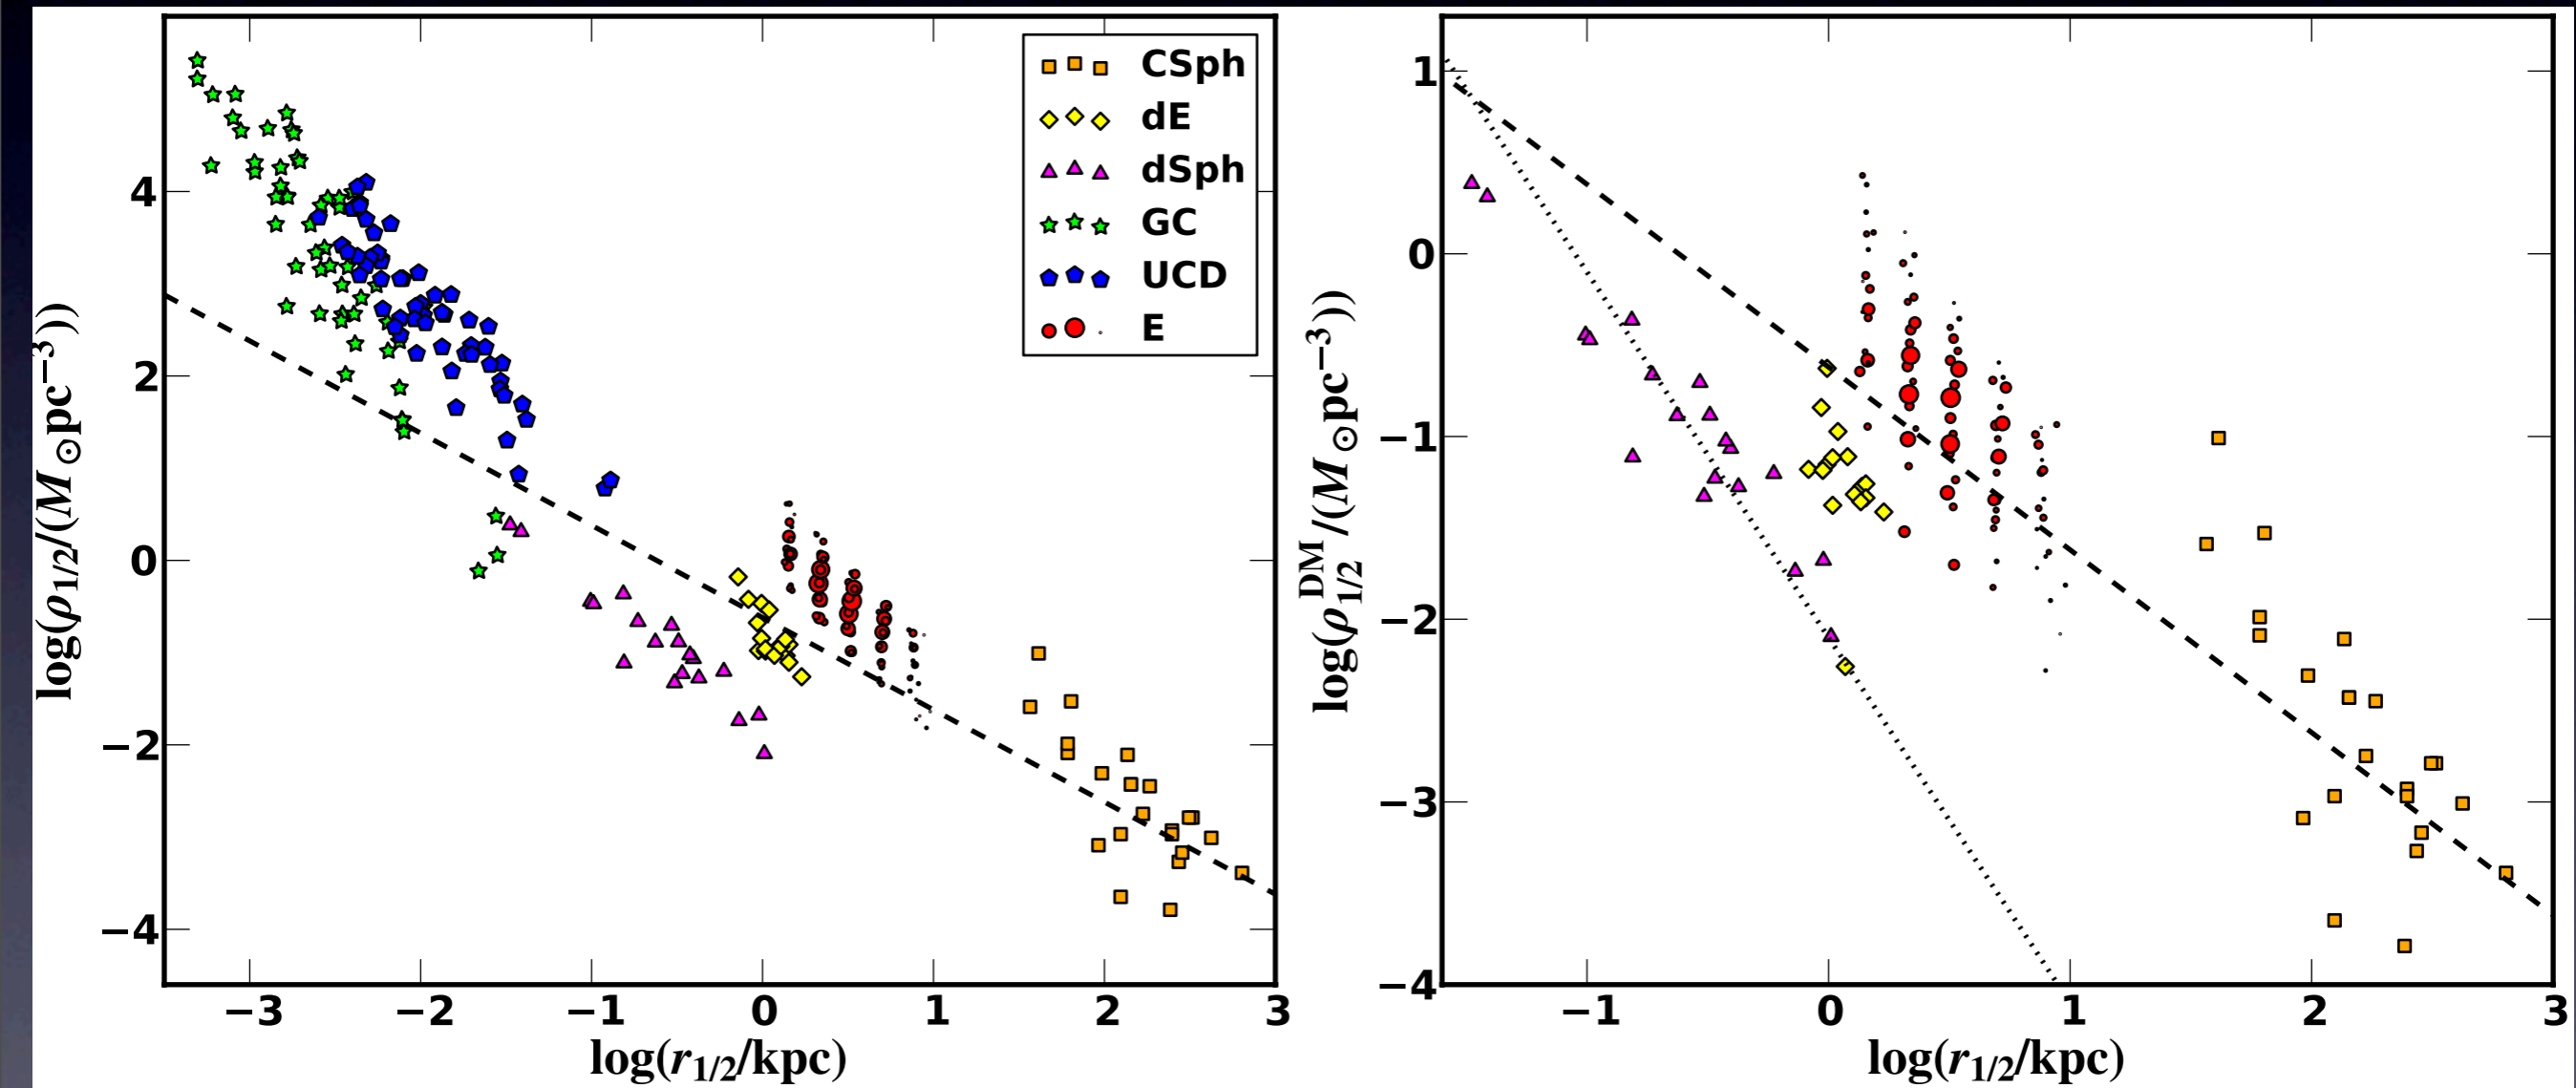 log(ρ1/2/(M⊙pc−3))
4
2
0
−2
−4
−3 −2 −1 0 1 2 3
log(r1/2/kpc)
CSph
dE
dSph
GC
UCD
E
log(ρDM1/2/(M⊙pc−3))
1
0
−1
−2
−3
−4
−1 0 1 2 3
log(r1/2/kpc)